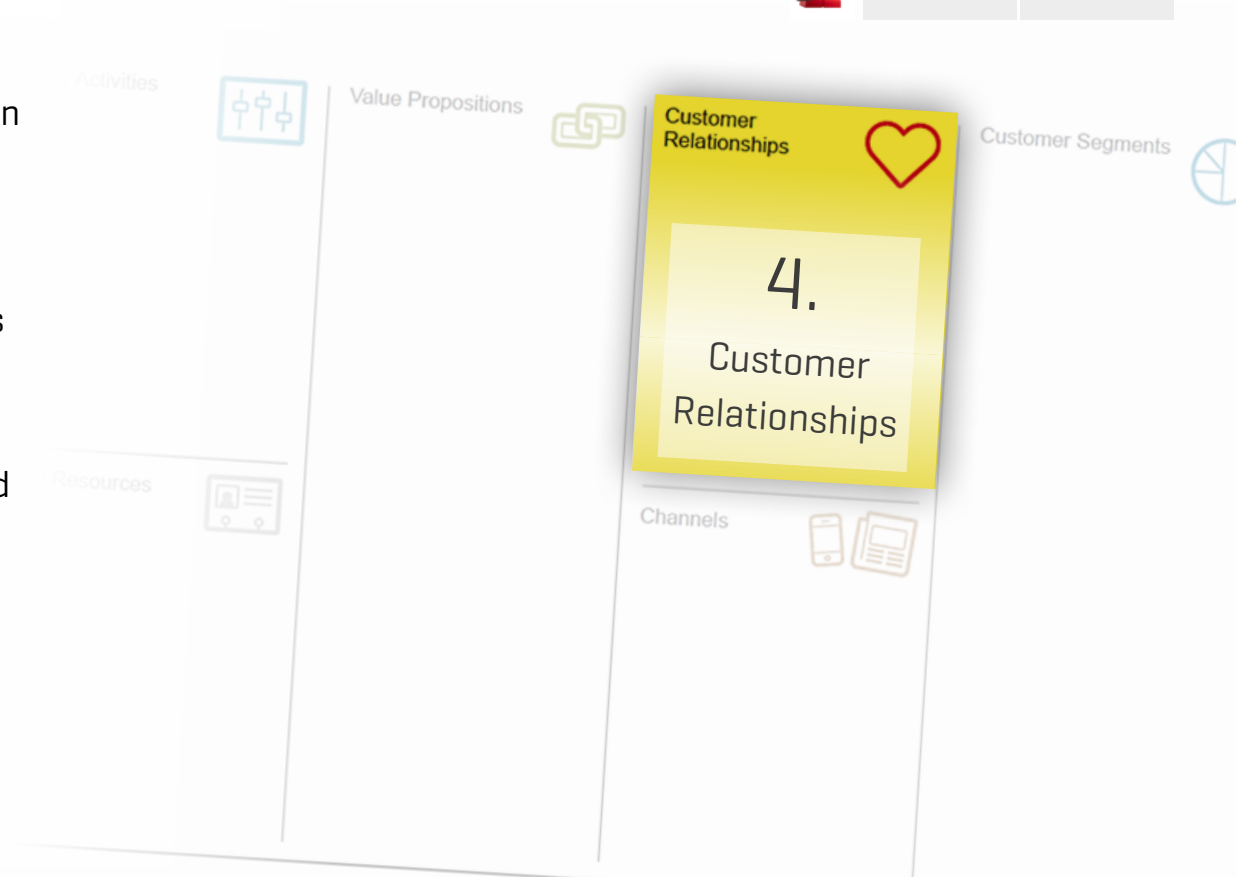 Activities
Value Propositions
Customer
Relationships
Customer Segments
4.
Customer
Relationships
Resources
Channels
n
s
d